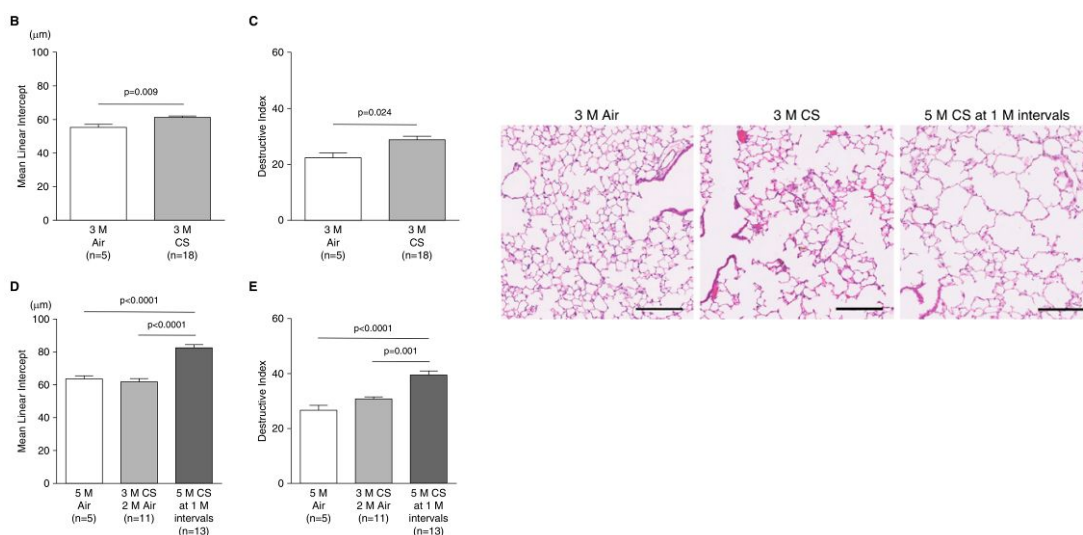 B
(μm)
100
80
60
40
20
0
Mean Linear Intercept
p=0.009
3 M
Air
(n=5)
3 M
CS
(n=18)
C
60
40
20
0
Destructive Index
p=0.024
3 M
Air
(n=5)
3 M
CS
(n=18)
3 M Air
3 M CS
5 M CS at 1 M intervals
D
(μm)
100
80
60
40
20
0
Mean Linear Intercept
p<0.0001
p<0.0001
5 M
Air
(n=5)
3 M CS
2 M Air
(n=11)
5 M CS
at 1 M
intervals
(n=13)
E
60
40
20
0
Destructive Index
p<0.0001
p=0.001
5 M
Air
(n=5)
3 M CS
2 M Air
(n=11)
5 M CS
at 1 M
intervals
(n=13)